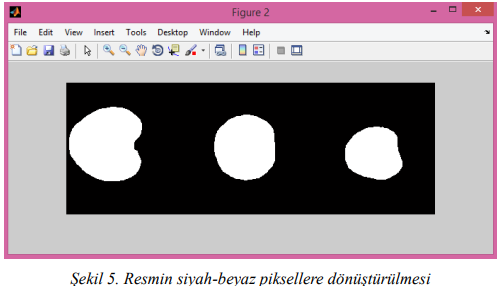 Figure 2
File Edit View Insert Tools Desktop Window Help
Şekil 5. Resmin siyah-beyaz piksellere dönüştürülmesi